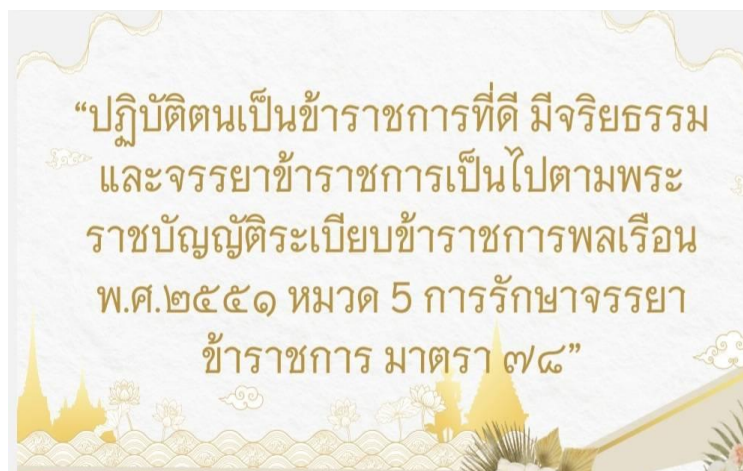 “ปฏิบัติตนเป็นข้าราชการที่ดี มีจริยธรรม
และจรรยาข้าราชการเป็นไปตามพระ
ราชบัญญัติระเบียบข้าราชการพลเรือน
พ.ศ.๒๕๕๑ หมวด 5 การรักษาจรรยา
ข้าราชการ มาตรา ๗๘”